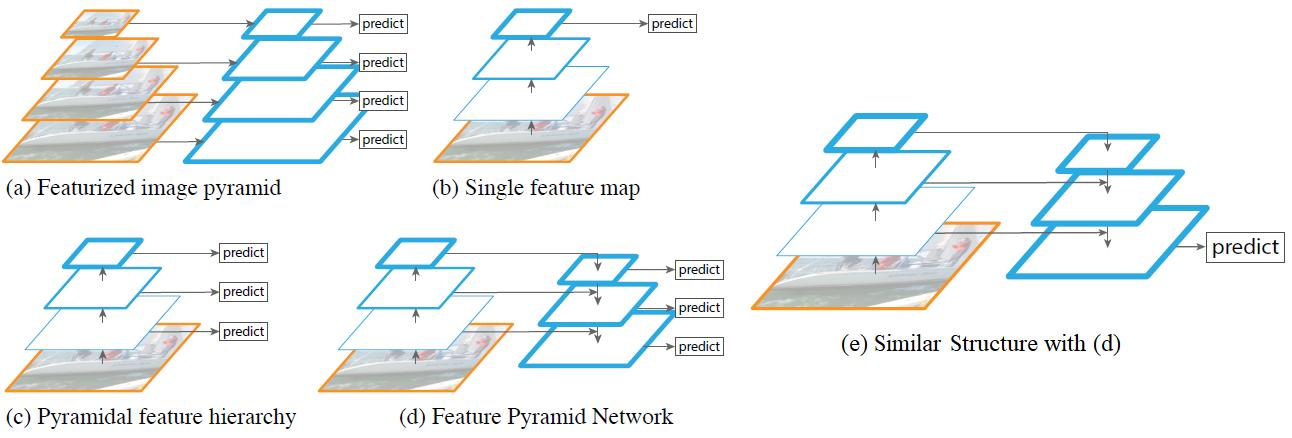 predict
predict
predict
predict
(a) Featurized image pyramid
predict
(b) Single feature map
predict
predict
predict
(c) Pyramidal feature hierarchy
predict
predict
predict
(d) Feature Pyramid Network
predict
(e) Similar Structure with (d)